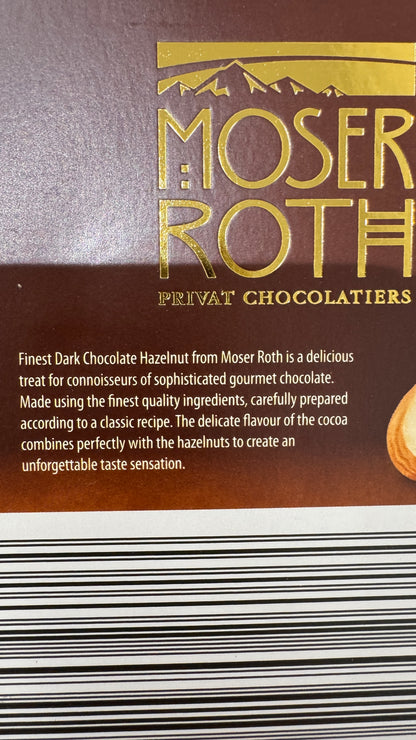 MOSER
ROTH
PRIVAT CHOCOLATIERS
Finest Dark Chocolate Hazelnut from Moser Roth is a delicious
treat for connoisseurs of sophisticated gourmet chocolate.
Made using the finest quality ingredients, carefully prepared
according to a classic recipe. The delicate flavour of the cocoa
combines perfectly with the hazelnuts to create an
unforgettable taste sensation.